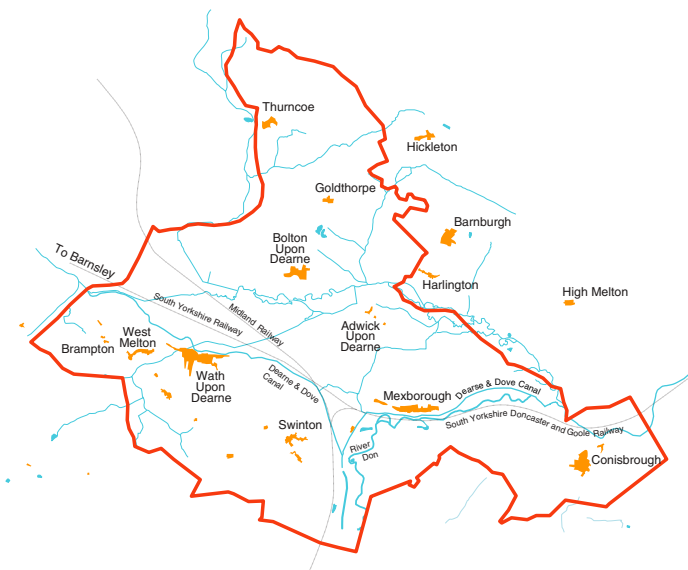 Thurncoe
Hickleton
Goldthorpe
Barnburgh
Bolton
Upon
Dearne
To Barnsley
Harlington
High Melton
South Yorkshire Railway
Midland Railway
Adwick
Upon
Dearne
West
Melton
Brampton
Wath
Upon
Dearne
Dearne & Dove
Canal
Mexborough
Dearse & Dove Canal
South Yorkshire Doncaster and Goole Railway
Swinton
River
Don
Conisbrough